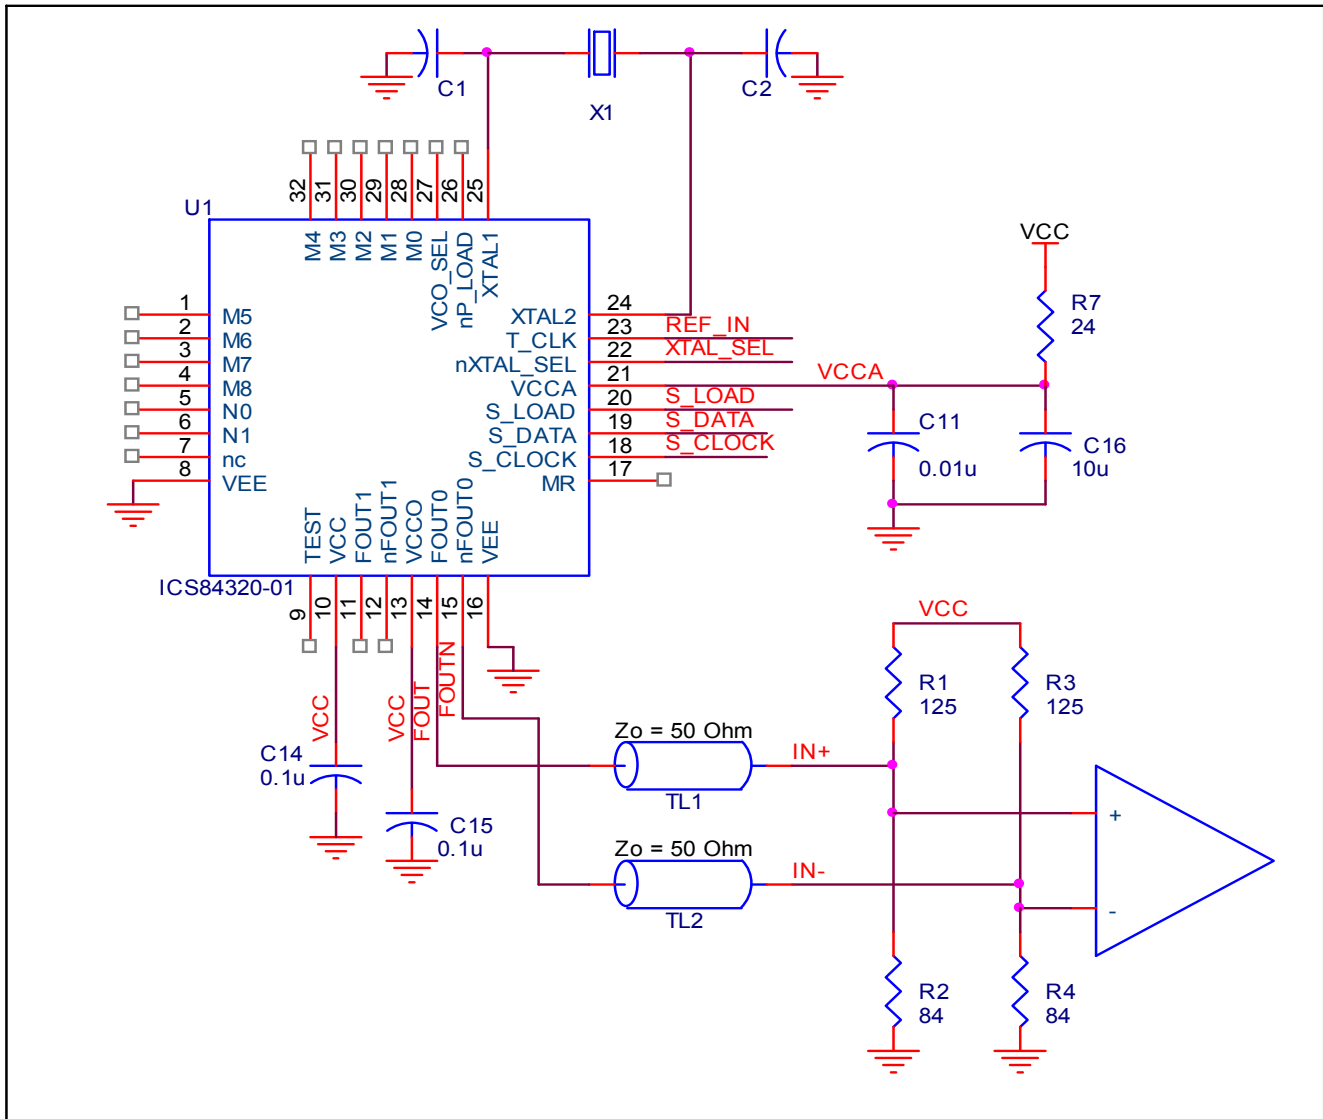 C1
X1
C2
U1
32
31
30
29
28
27
26
25
M4
M3
M2
M1
M0
VCO_SEL
nP_LOAD
XTAL1
1
2
3
4
5
6
7
8
M5
M6
M7
M8
N0
N1
nc
VEE
XTAL2
T_CLK
nXTAL_SEL
VCCA
S_LOAD
S_DATA
S_CLOCK
MR
24
23
22
21
20
19
18
17
REF_IN
XTAL_SEL
VCCA
S_LOAD
S_DATA
S_CLOCK
VCC
R7
24
C11
0.01u
C16
10u
TEST
VCC
FOUT1
nFOUT1
VCCO
FOUT0
nFOUT0
VEE
ICS84320-01
9
10
11
12
13
14
15
16
VCC
VCC
FOUT
FOUTN
C14
0.1u
C15
0.1u
Zo = 50 Ohm
TL1
IN+
Zo = 50 Ohm
TL2
IN-
VCC
R1
125
R3
125
+
-
R2
84
R4
84